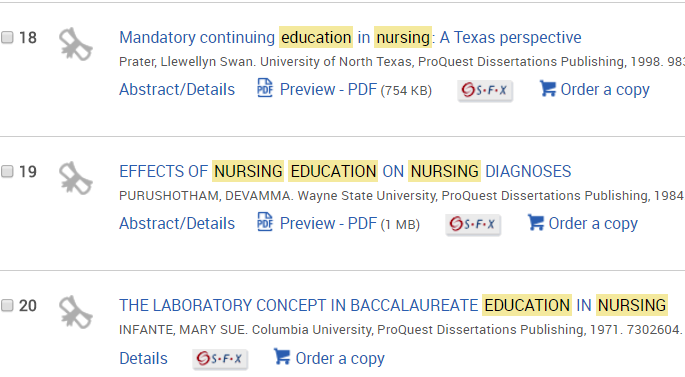 18 Mandatory continuing education in nursing: A Texas perspective
Prater, Llewellyn Swan. University of North Texas, ProQuest Dissertations Publishing, 1998.
Abstract/Details PDF Preview - PDF (754 KB) S•F•X Order a copy
19 EFFECTS OF NURSING EDUCATION ON NURSING DIAGNOSES
PURUSHOTHAM, DEVAMMA. Wayne State University, ProQuest Dissertations Publishing, 1984
Abstract/Details PDF Preview - PDF (1 MB) S•F•X Order a copy
20 THE LABORATORY CONCEPT IN BACCALAUREATE EDUCATION IN NURSING
INFANTE, MARY SUE. Columbia University, ProQuest Dissertations Publishing, 1971. 7302604.
Details S•F•X Order a copy